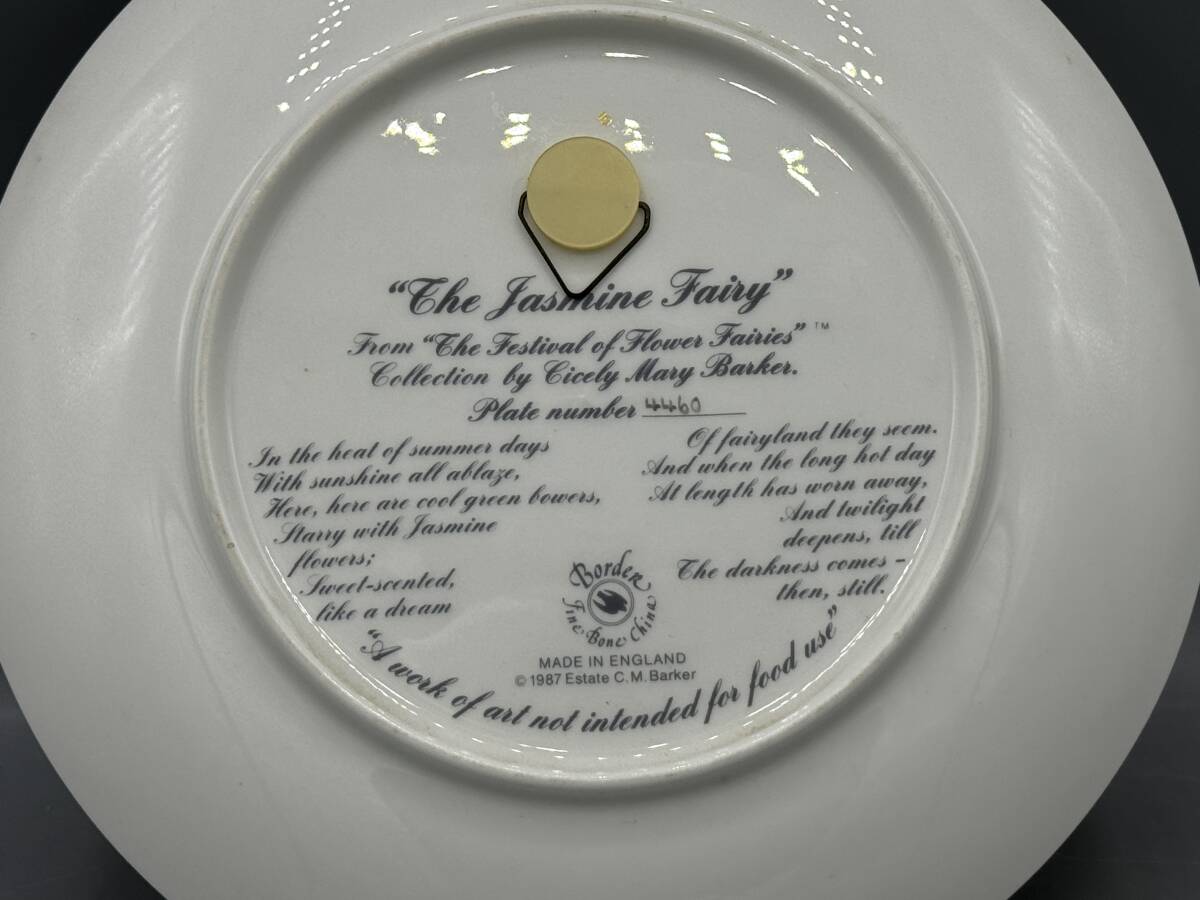 “The Jasmine Fairy”
From “The Festival of Flower Fairies” ™
Collection by Cicely Mary Barker.
Plate number 4460
In the heat of summer days
With sunshine all ablaze,
Here, here are cool green bowers,
Starry with Jasmine
flowers;
Sweet-scented,
like a dream
Of fairyland they seem.
And when the long hot day
At length has worn away,
And twilight
deepens, till
The darkness comes -
then, still.
Border
Fine Bone China
MADE IN ENGLAND
© 1987 Estate C.M. Barker
“A work of art not intended for food use”